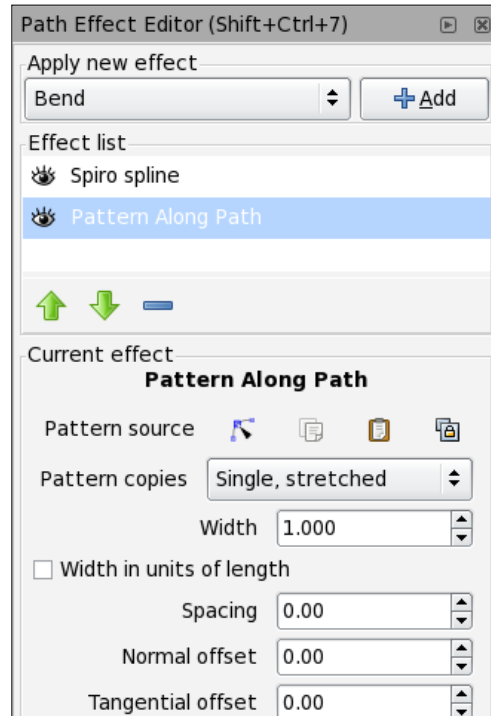 Path Effect Editor (Shift+Ctrl+7)
Apply new effect
Bend
Add
Effect list
Spiro spline
Pattern Along Path
Current effect
Pattern Along Path
Pattern source
Pattern copies Single, stretched
Width 1.000
Width in units of length
Spacing 0.00
Normal offset 0.00
Tangential offset 0.00